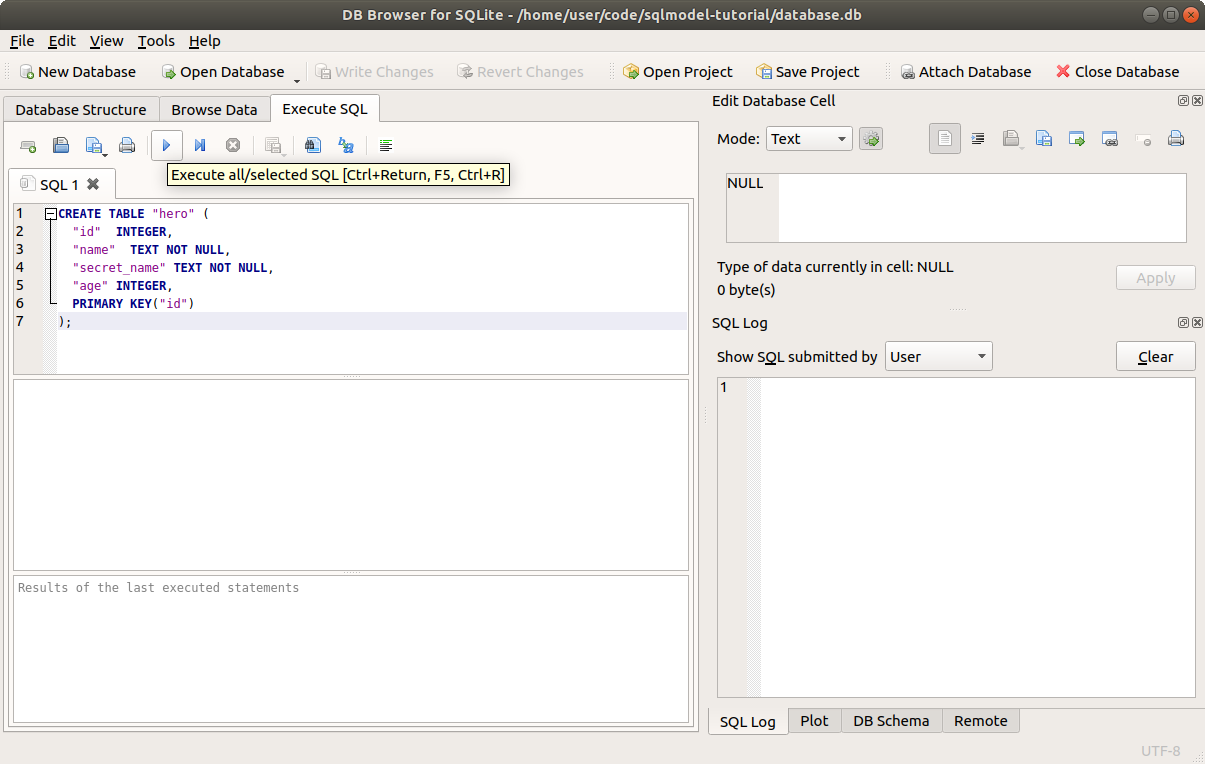 DB Browser for SQLite - /home/user/code/sqlmodel-tutorial/database.db
File Edit View Tools Help
New Database Open Database Write Changes Revert Changes Open Project Save Project Attach Database Close Database
Database Structure Browse Data Execute SQL
Execute all/selected SQL [Ctrl+Return, F5, Ctrl+R]
SQL 1
1 CREATE TABLE "hero" (
2 "id" INTEGER,
3 "name" TEXT NOT NULL,
4 "secret_name" TEXT NOT NULL,
5 "age" INTEGER,
6 PRIMARY KEY("id")
7 );
Results of the last executed statements
Edit Database Cell
Mode: Text
NULL
Type of data currently in cell: NULL
0 byte(s)
Apply
SQL Log
Show SQL submitted by User Clear
1
SQL Log Plot DB Schema Remote
UTF-8